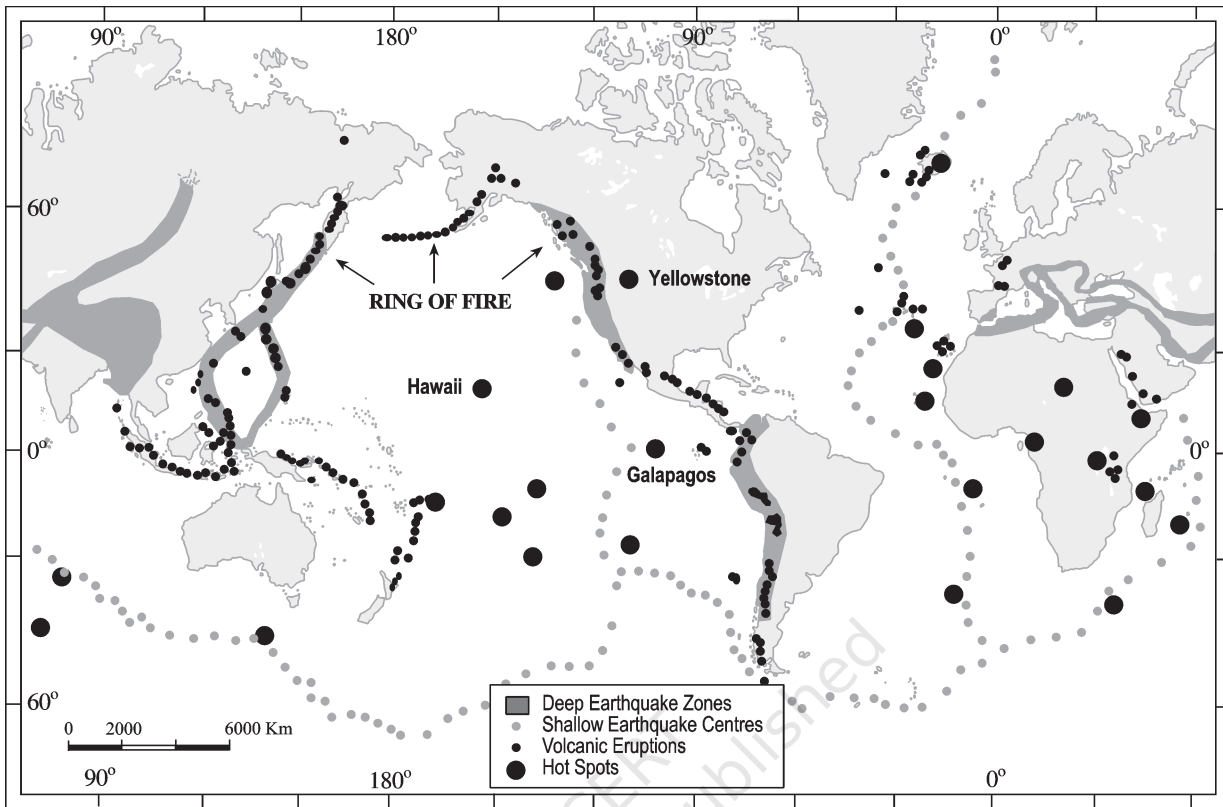 90° 180° 90° 0°
60°
Yellowstone
RING OF FIRE
Hawaii
0° 0°
Galapagos
60°
0 2000 6000 Km
Deep Earthquake Zones
Shallow Earthquake Centres
Volcanic Eruptions
Hot Spots
90° 180° 0°